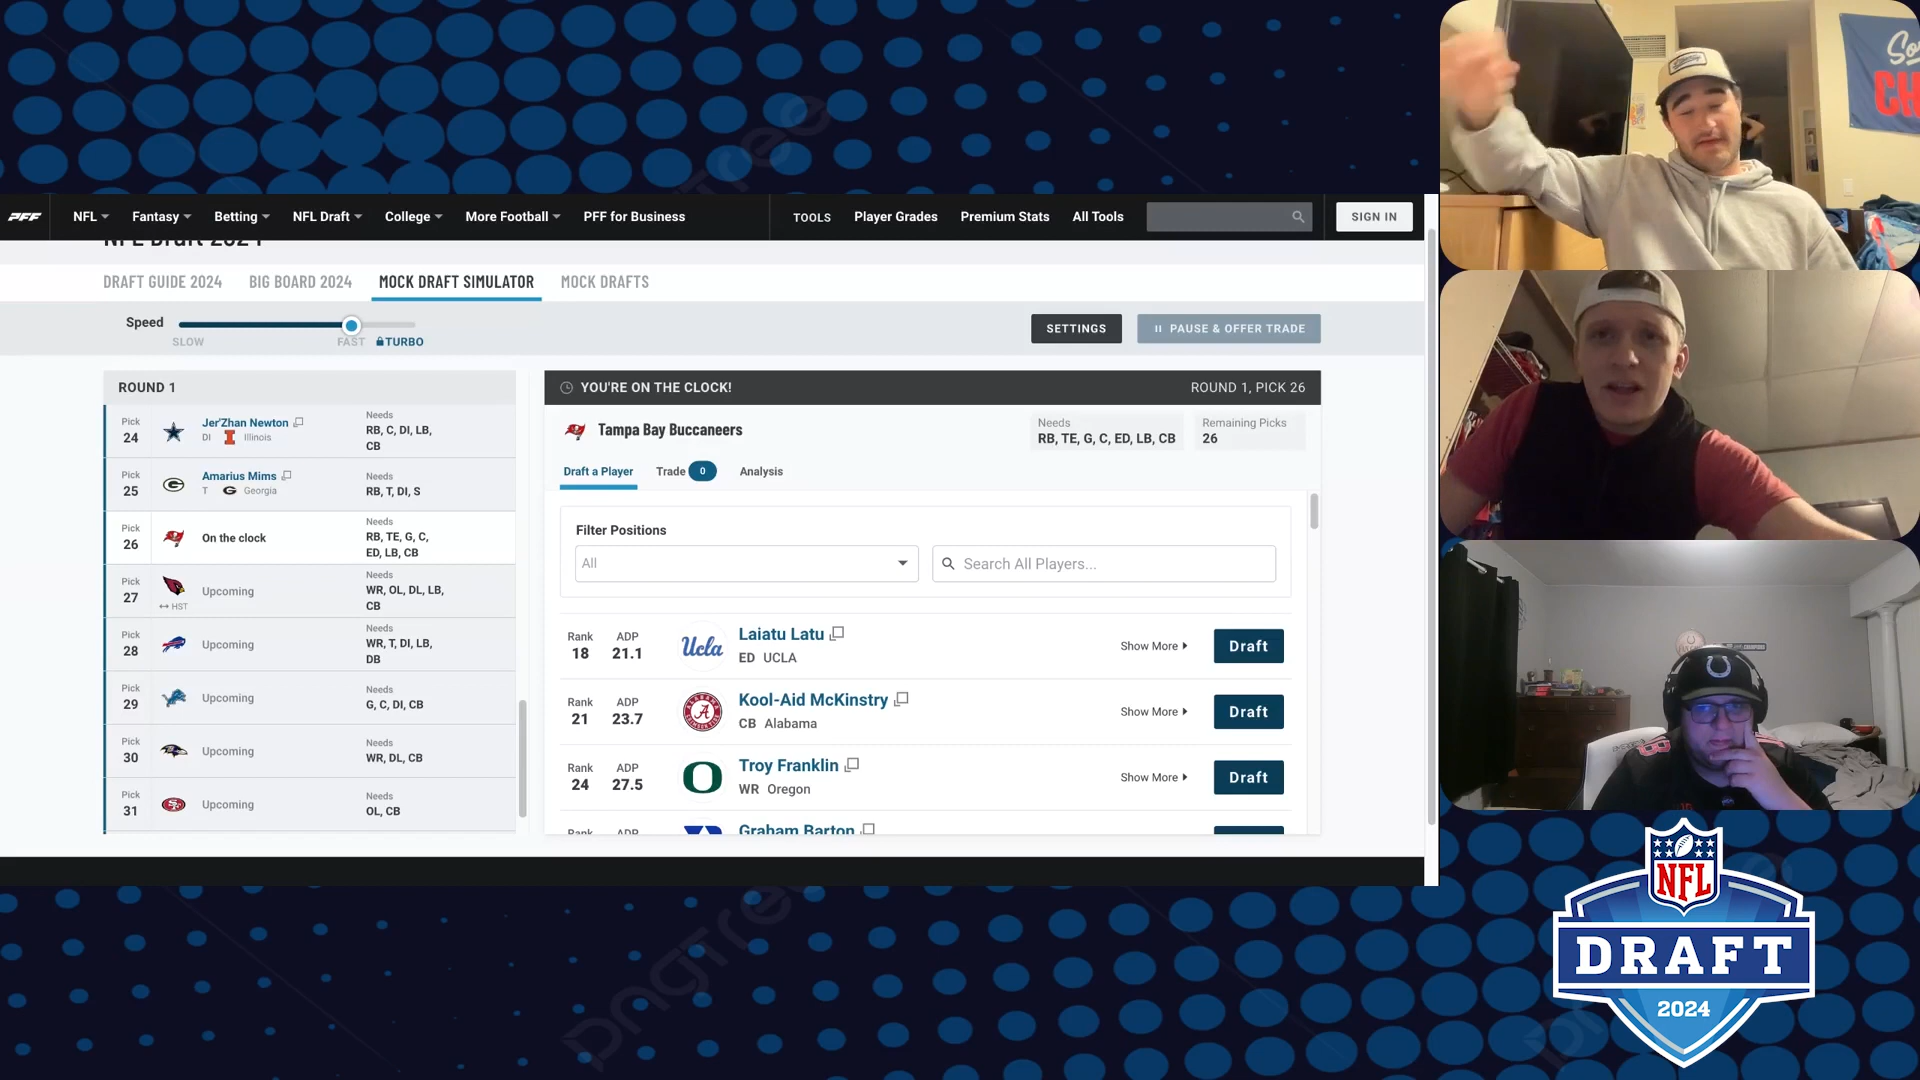 PFF
NFL
Fantasy
Betting
NFL Draft
College
More Football
PFF for Business
TOOLS
Player Grades
Premium Stats
All Tools
SIGN IN
NFL Draft 2024
DRAFT GUIDE 2024
BIG BOARD 2024
MOCK DRAFT SIMULATOR
MOCK DRAFTS
Speed
SLOW
FAST
TURBO
SETTINGS
PAUSE & OFFER TRADE
ROUND 1
Pick
24
Jer'Zhan Newton
DI I Illinois
Needs
RB, C, DI, LB,
CB
Pick
25
Amarius Mims
T G Georgia
Needs
RB, T, DI, S
Pick
26
On the clock
Needs
RB, TE, G, C,
ED, LB, CB
Pick
27
HST
Upcoming
Needs
WR, OL, DL, LB,
CB
Pick
28
Upcoming
Needs
WR, T, DI, LB,
DB
Pick
29
Upcoming
Needs
G, C, DI, CB
Pick
30
Upcoming
Needs
WR, DL, CB
Pick
31
Upcoming
Needs
OL, CB
YOU'RE ON THE CLOCK!
ROUND 1, PICK 26
Tampa Bay Buccaneers
Needs
RB, TE, G, C, ED, LB, CB
Remaining Picks
26
Draft a Player
Trade 0
Analysis
Filter Positions
All
Search All Players...
Rank
18
ADP
21.1
Ucla
Laiatu Latu
ED UCLA
Show More
Draft
Rank
21
ADP
23.7
Kool-Aid McKinstry
CB Alabama
Show More
Draft
Rank
24
ADP
27.5
Troy Franklin
WR Oregon
Show More
Draft
Rank
ADP
Graham Barton
NFL
DRAFT
2024
pngtree